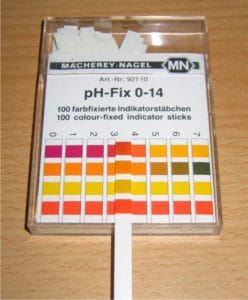 MACHEREY-NAGEL MN
Art.-Nr. 92110
pH-Fix 0-14
100 farbfixierte Indikatorstäbchen
100 colour-fixed indicator sticks
0 1 2 3 4 5 6 7